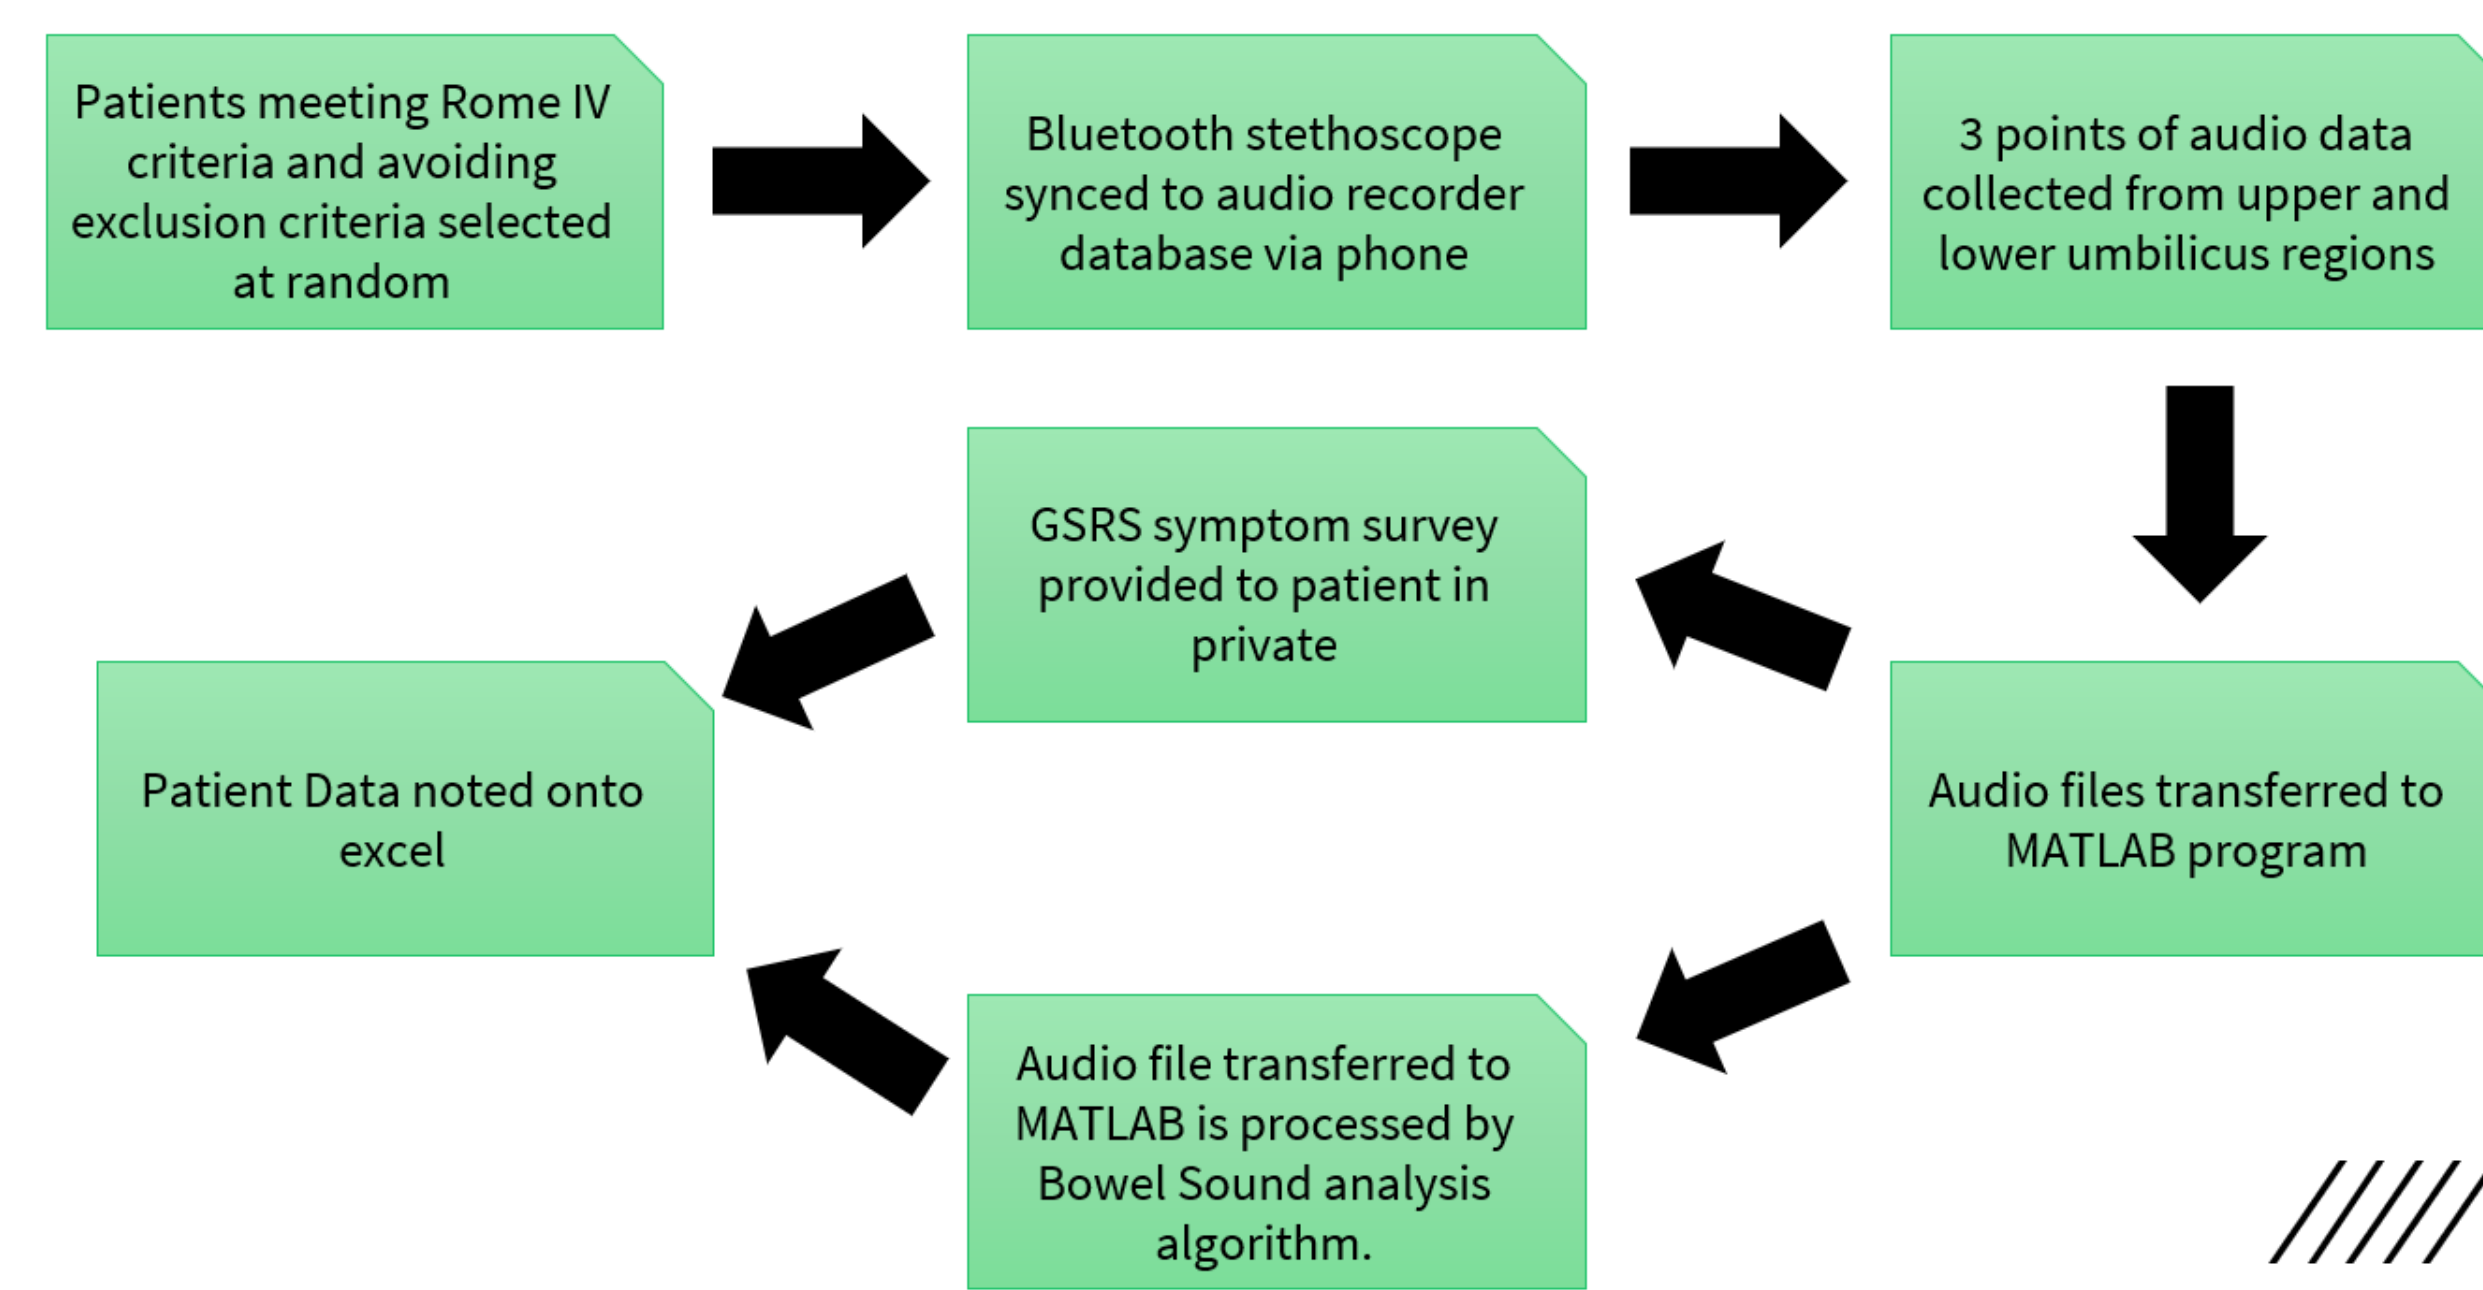 Patients meeting Rome IV
criteria and avoiding
exclusion criteria selected
at random
Bluetooth stethoscope
synced to audio recorder
database via phone
3 points of audio data
collected from upper and
lower umbilicus regions
Audio files transferred to
MATLAB program
GSRS symptom survey
provided to patient in
private
Audio file transferred to
MATLAB is processed by
Bowel Sound analysis
algorithm.
Patient Data noted onto
excel